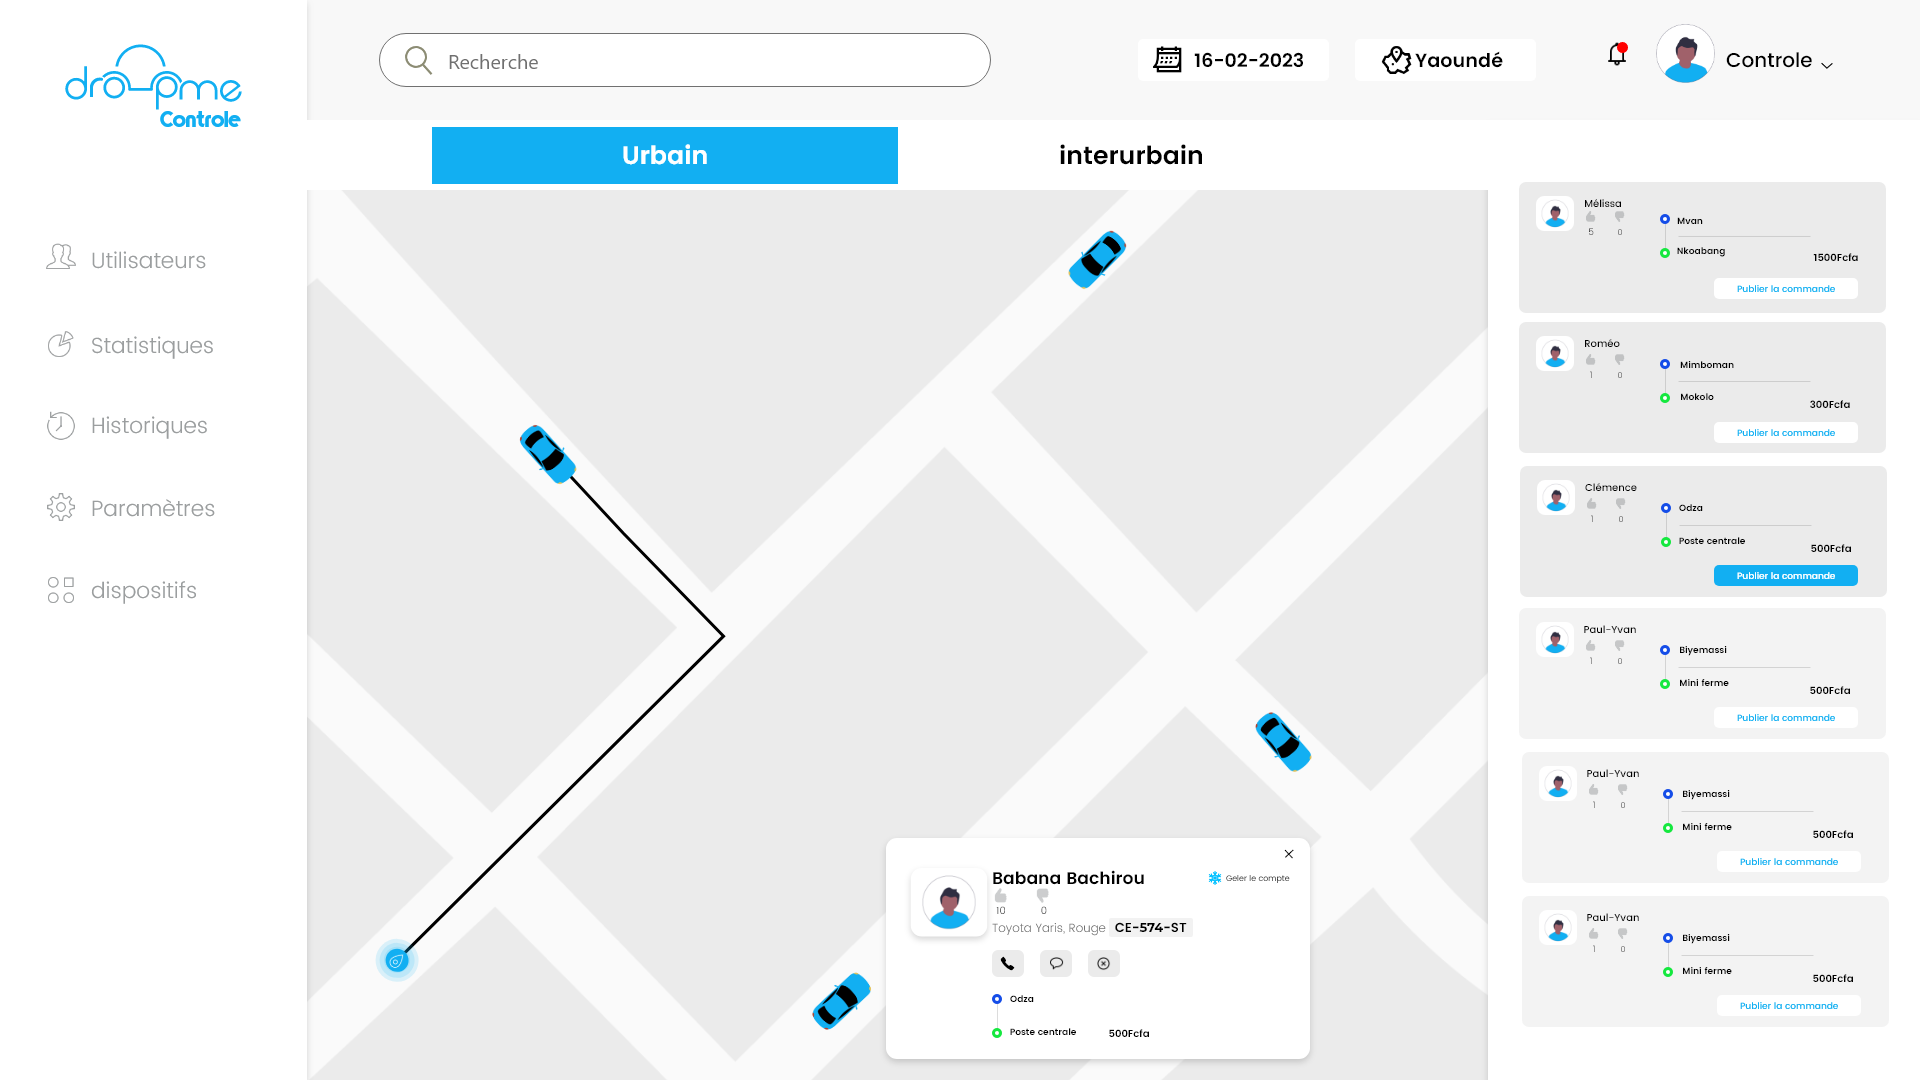 droopme
Controle
Recherche
16-02-2023
Yaoundé
Controle
Urbain
interurbain
Utilisateurs
Statistiques
Historiques
Paramètres
dispositifs
Mélissa
5 0
Mvan
Nkoabang
1500Fcfa
Publier la commande
Roméo
1 0
Mimboman
Mokolo
300Fcfa
Publier la commande
Clémence
1 0
Odza
Poste centrale
500Fcfa
Publier la commande
Paul-Yvan
1 0
Biyemassi
Mini ferme
500Fcfa
Publier la commande
Paul-Yvan
1 0
Biyemassi
Mini ferme
500Fcfa
Publier la commande
Paul-Yvan
1 0
Biyemassi
Mini ferme
500Fcfa
Publier la commande
Babana Bachirou
Geler le compte
10 0
Toyota Yaris, Rouge CE-574-ST
Odza
Poste centrale 500Fcfa